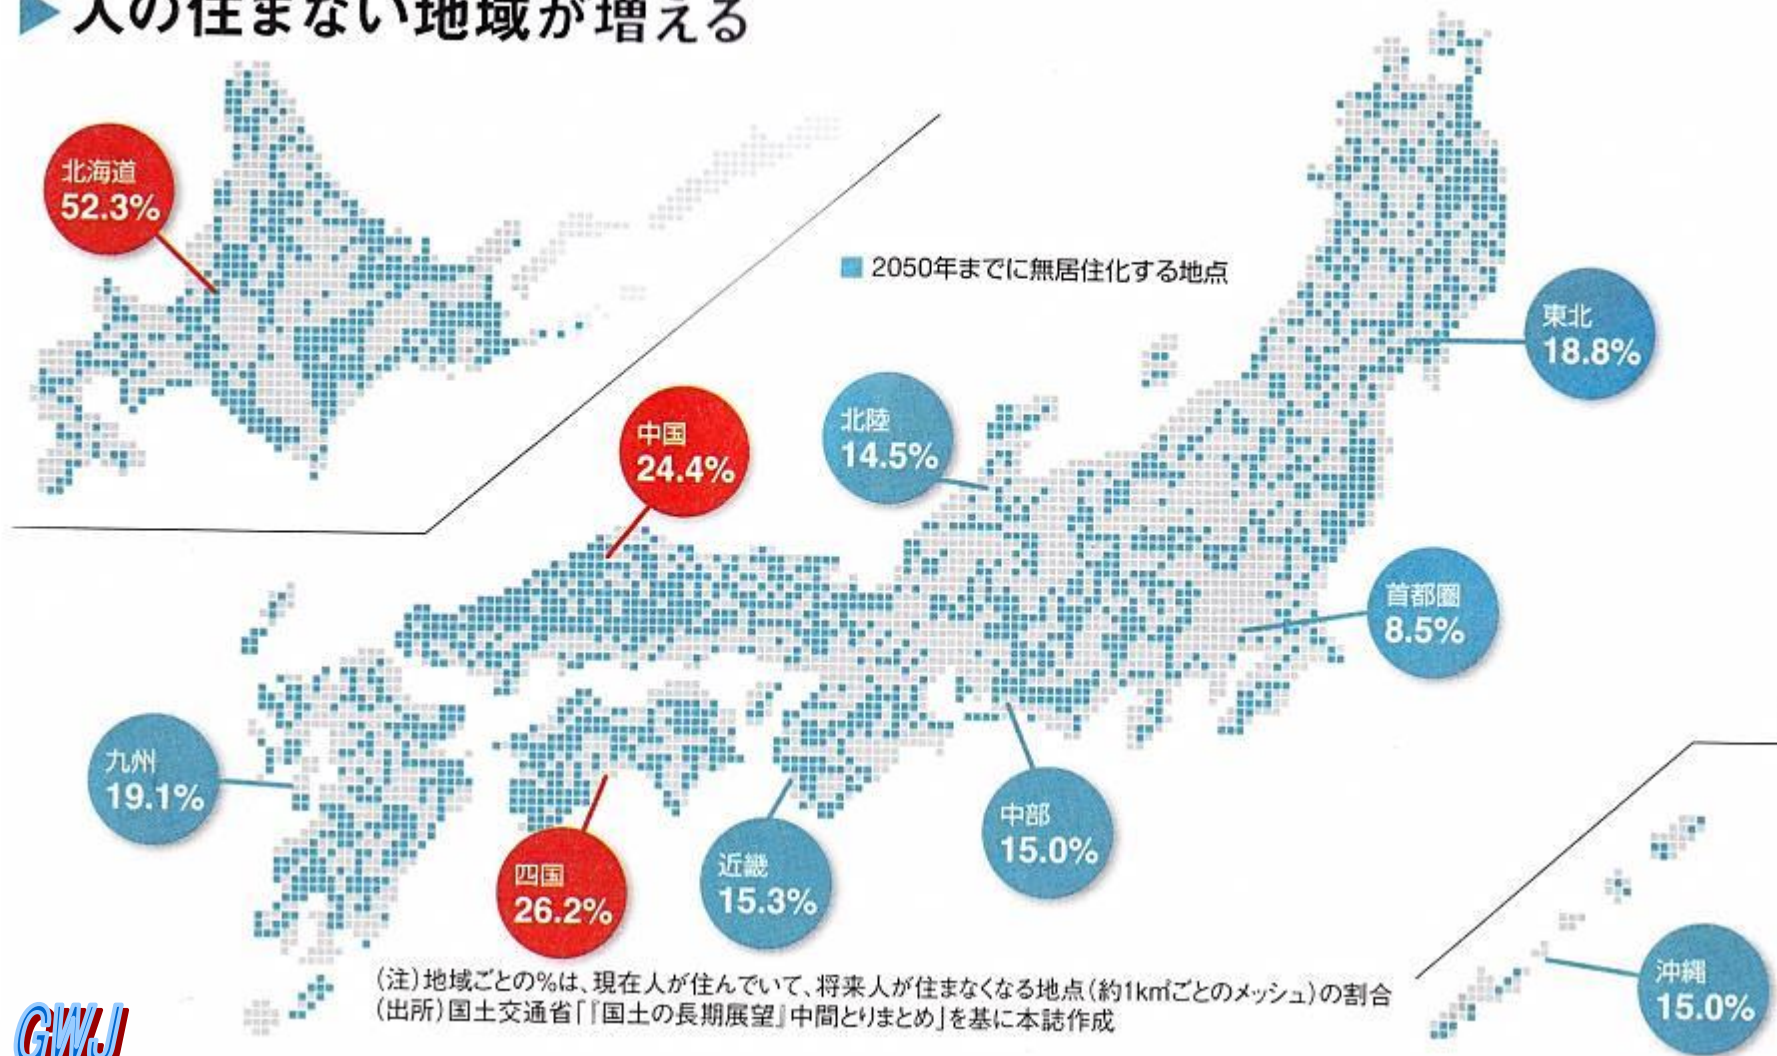 ▶人の住まない地域が増える
北海道
52.3%
■ 2050年までに無居住化する地点
東北
18.8%
中国
24.4%
北陸
14.5%
首都圏
8.5%
九州
19.1%
四国
26.2%
近畿
15.3%
中部
15.0%
沖縄
15.0%
(注)地域ごとの%は、現在人が住んでいて、将来人が住まなくなる地点(約1km²ごとのメッシュ)の割合
(出所)国土交通省「『国土の長期展望』中間とりまとめ」を基に本誌作成
GWJ